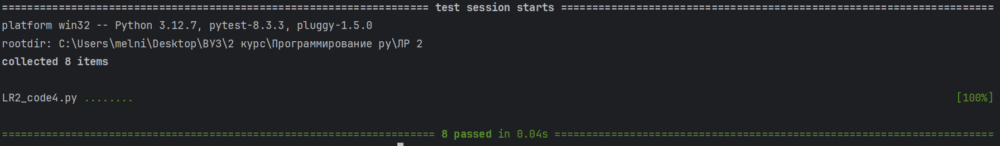 ==================================================================== test session starts =====================================================================
platform win32 -- Python 3.12.7, pytest-8.3.3, pluggy-1.5.0
rootdir: C:\Users\melni\Desktop\ВУЗ\2 курс\Программирование py\ЛР 2
collected 8 items
LR2_code4.py ........ [100%]
===================================================================== 8 passed in 0.04s ======================================================================